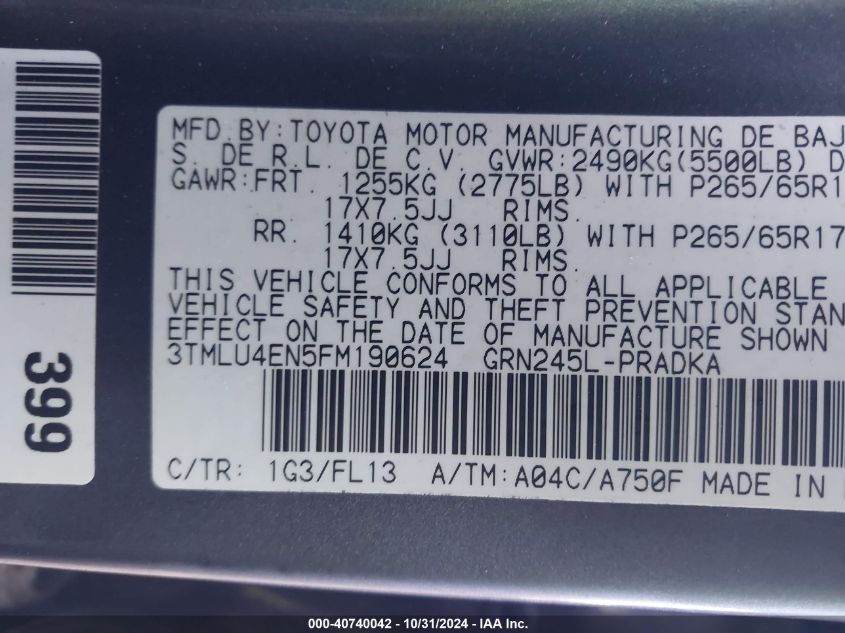 399
MFD BY:TOYOTA MOTOR MANUFACTURING DE BAJ
S. DE R.L. DE C.V. GVWR:2490KG(5500LB) D
GAWR:FRT. 1255KG (2775LB) WITH P265/65R1
17X7.5JJ RIMS.
RR. 1410KG (3110LB) WITH P265/65R17
17X7.5JJ RIMS.
THIS VEHICLE CONFORMS TO ALL APPLICABLE
VEHICLE SAFETY AND THEFT PREVENTION STAN
EFFECT ON THE DATE OF MANUFACTURE SHOWN
3TMLU4EN5FM190624 GRN245L-PRADKA
C/TR: 1G3/FL13 A/TM:A04C/A750F MADE IN
000-40740042 - 10/31/2024 - IAA Inc.